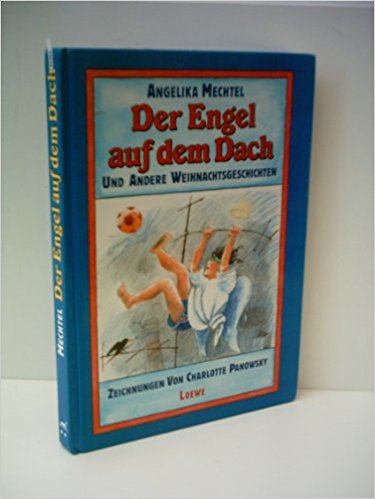 ANGELIKA MECHTEL
Der Engel
auf dem Dach
UND ANDERE WEIHNACHTSGESCHICHTEN
ZEICHNUNGEN VON CHARLOTTE PANOWSKY
LOEWE
MECHTEL Der Engel auf dem Dach